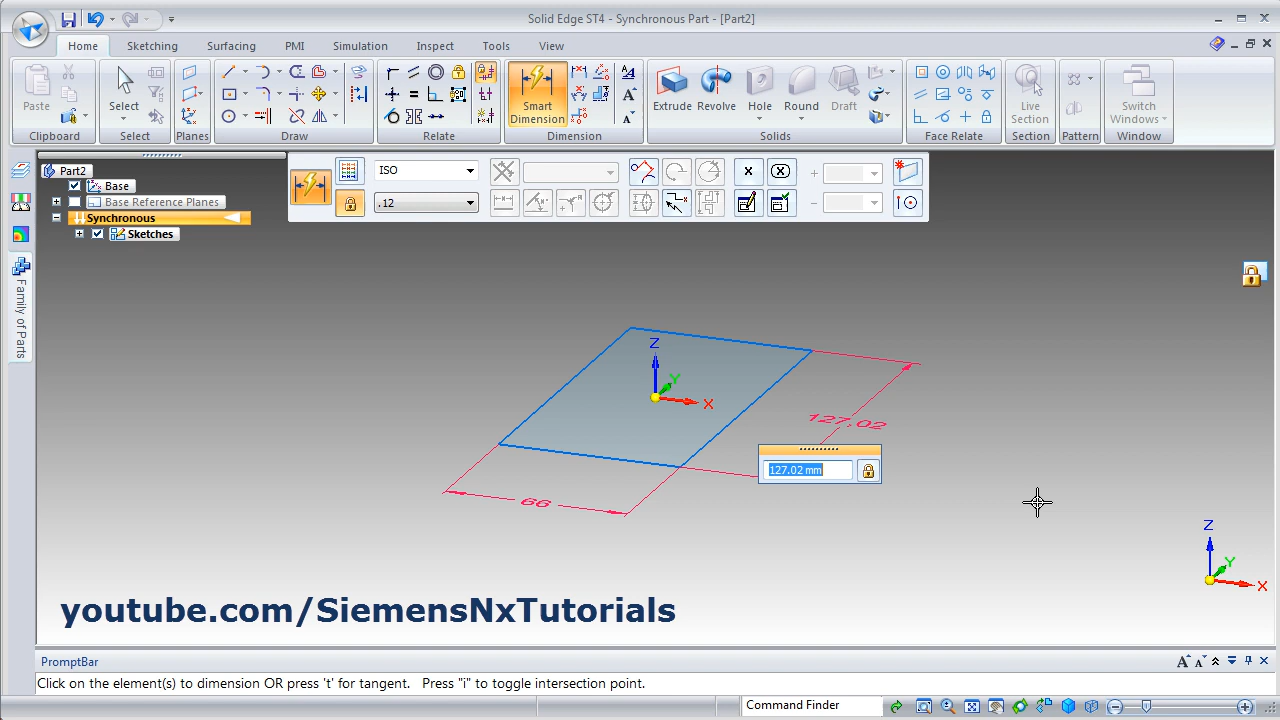 Solid Edge ST4 - Synchronous Part - [Part2]
Home Sketching Surfacing PMI Simulation Inspect Tools View
Paste Select Smart Dimension Extrude Revolve Hole Round Draft Live Section Switch Windows
Clipboard Select Planes Draw Relate Dimension Solids Face Relate Section Pattern Window
Part2
Base
Base Reference Planes
Synchronous
Sketches
ISO
.12
Family of Parts
Z
Y
X
127,02
127.02 mm
66
Z
Y
X
youtube.com/SiemensNxTutorials
PromptBar
Click on the element(s) to dimension OR press 't' for tangent. Press "i" to toggle intersection point.
Command Finder